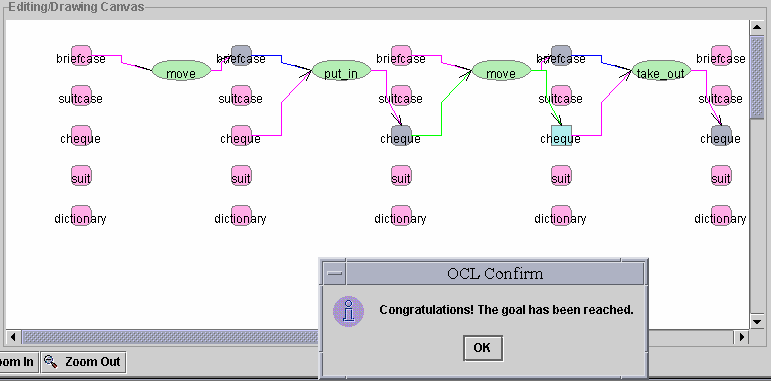 Editing/Drawing Canvas
briefcase move briefcase put_in briefcase move briefcase take_out briefcase
suitcase suitcase suitcase suitcase suitcase
cheque cheque cheque cheque cheque
suit suit suit suit suit
dictionary dictionary dictionary dictionary dictionary
OCL Confirm
Congratulations! The goal has been reached.
OK
oom In Zoom Out